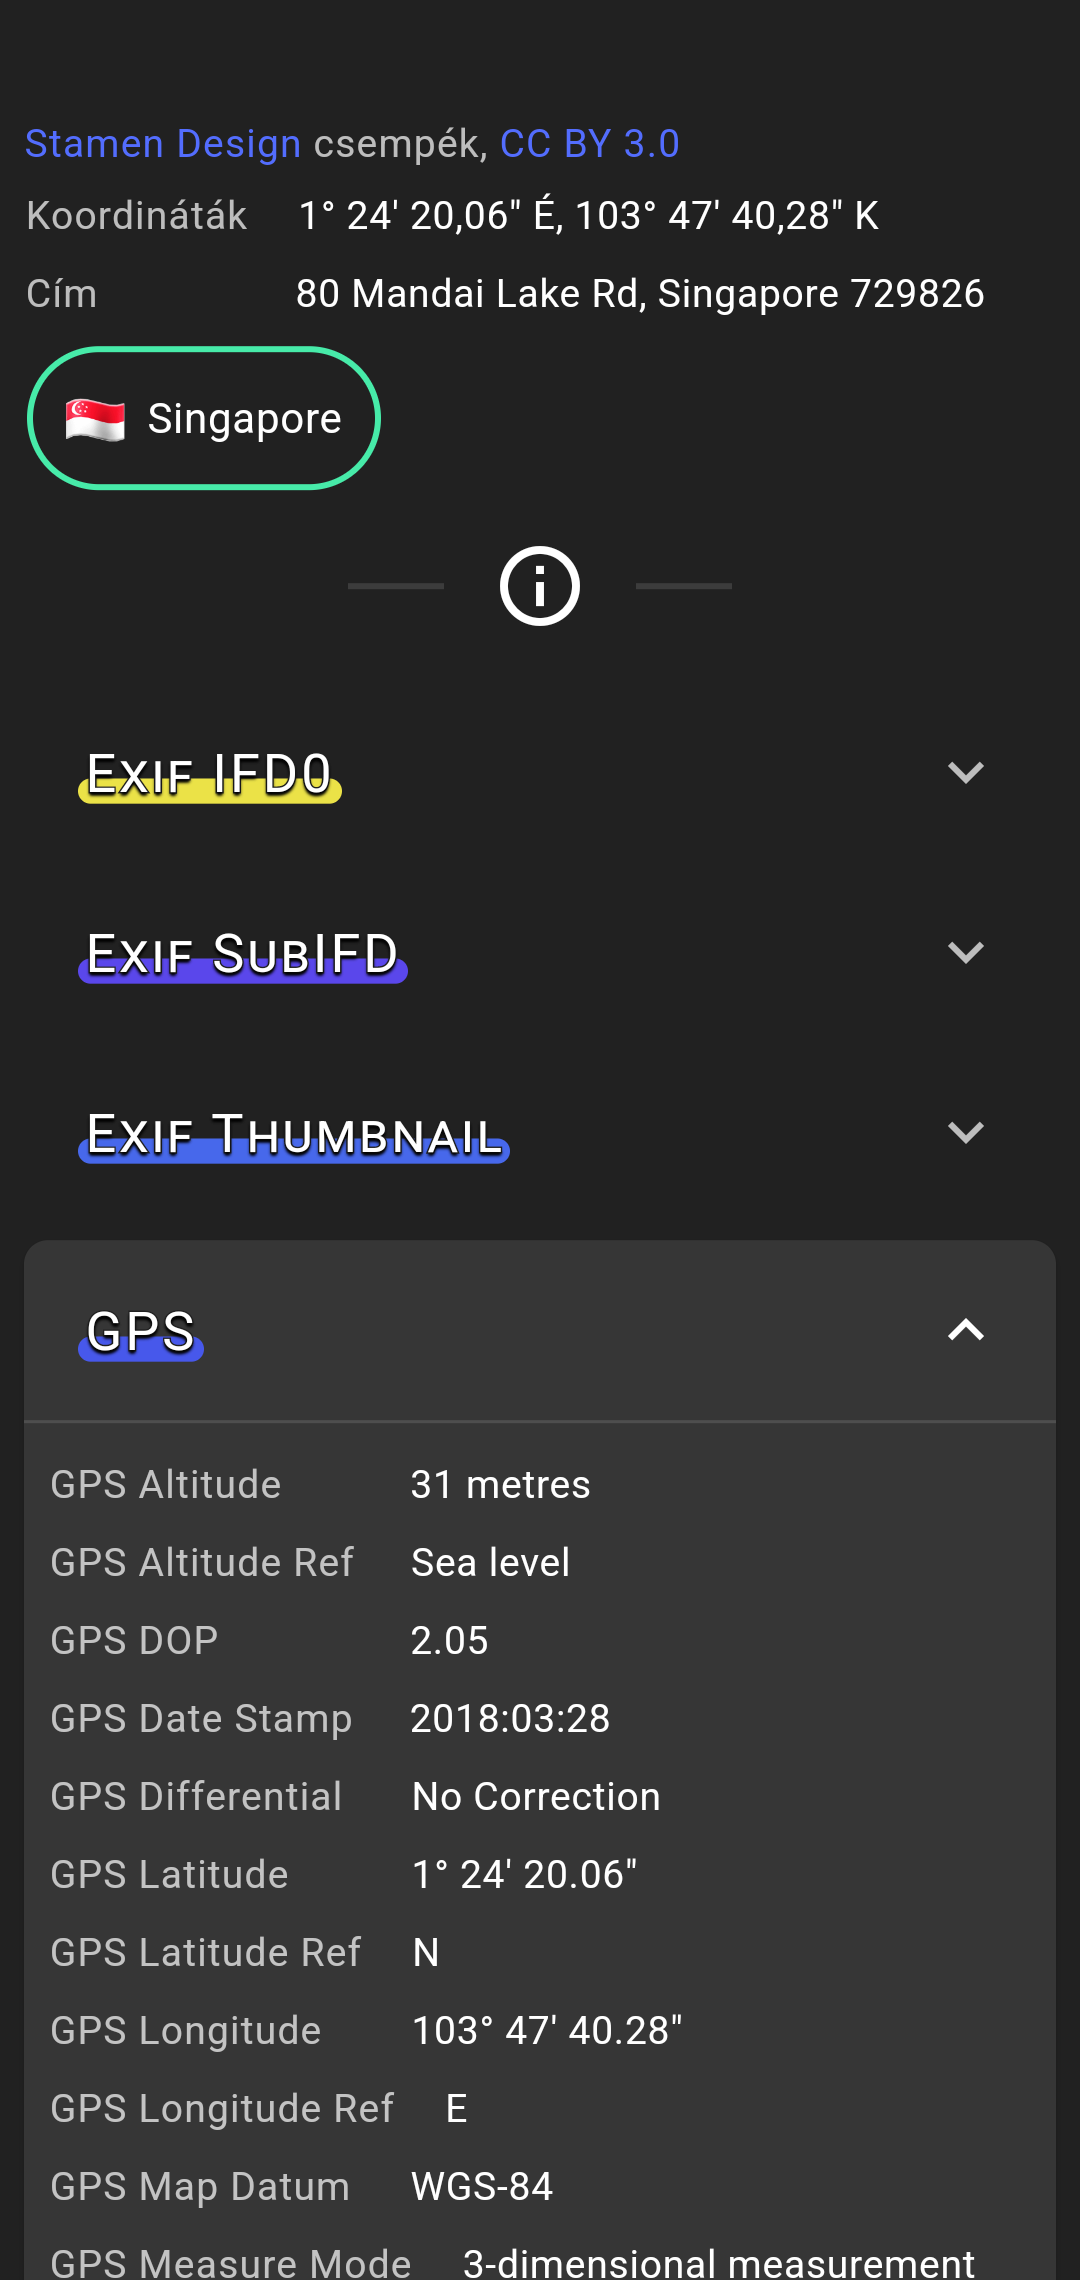 Stamen Design csempék, CC BY 3.0
Koordináták 1° 24' 20,06" É, 103° 47' 40,28" K
Cím 80 Mandai Lake Rd, Singapore 729826
Singapore
Exif IFD0
Exif SubIFD
Exif Thumbnail
GPS
GPS Altitude 31 metres
GPS Altitude Ref Sea level
GPS DOP 2.05
GPS Date Stamp 2018:03:28
GPS Differential No Correction
GPS Latitude 1° 24' 20.06"
GPS Latitude Ref N
GPS Longitude 103° 47' 40.28"
GPS Longitude Ref E
GPS Map Datum WGS-84
GPS Measure Mode 3-dimensional measurement